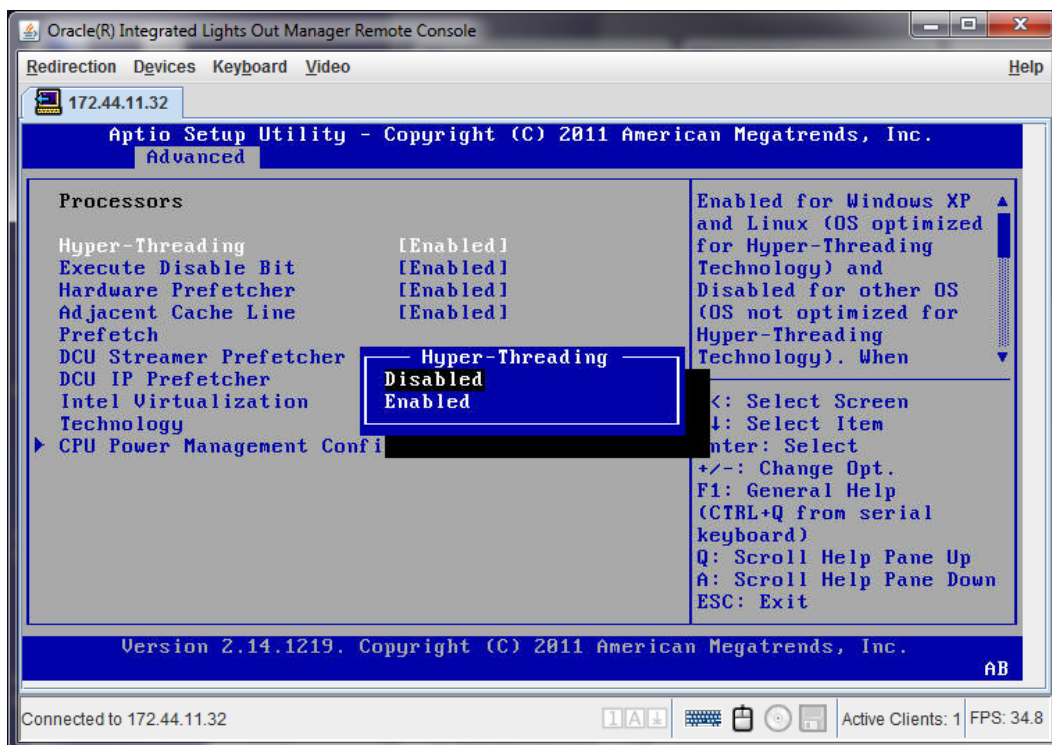 Oracle(R) Integrated Lights Out Manager Remote Console
Redirection Devices Keyboard Video Help
172.44.11.32
Aptio Setup Utility - Copyright (C) 2011 American Megatrends, Inc.
Advanced
Processors
Hyper-Threading [Enabled]
Execute Disable Bit [Enabled]
Hardware Prefetcher [Enabled]
Adjacent Cache Line [Enabled]
Prefetch
DCU Streamer Prefetcher
DCU IP Prefetcher
Intel Virtualization
Technology
CPU Power Management Confi
Hyper-Threading
Disabled
Enabled
Enabled for Windows XP
and Linux (OS optimized
for Hyper-Threading
Technology) and
Disabled for other OS
(OS not optimized for
Hyper-Threading
Technology). When
<: Select Screen
↓: Select Item
nter: Select
+/-: Change Opt.
F1: General Help
(CTRL+Q from serial
keyboard)
Q: Scroll Help Pane Up
A: Scroll Help Pane Down
ESC: Exit
Version 2.14.1219. Copyright (C) 2011 American Megatrends, Inc.
AB
Connected to 172.44.11.32 1 A Active Clients: 1 FPS: 34.8